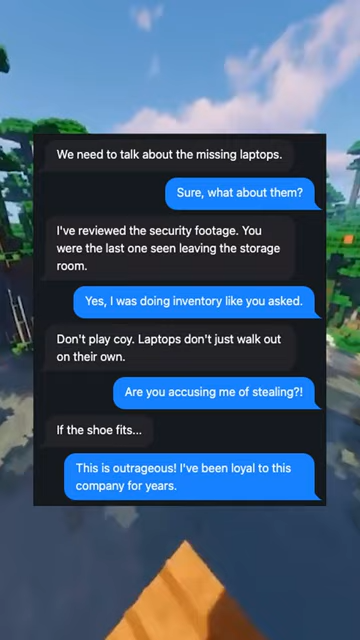 We need to talk about the missing laptops.
Sure, what about them?
I've reviewed the security footage. You
were the last one seen leaving the storage
room.
Yes, I was doing inventory like you asked.
Don't play coy. Laptops don't just walk out
on their own.
Are you accusing me of stealing?!
If the shoe fits...
This is outrageous! I've been loyal to this
company for years.